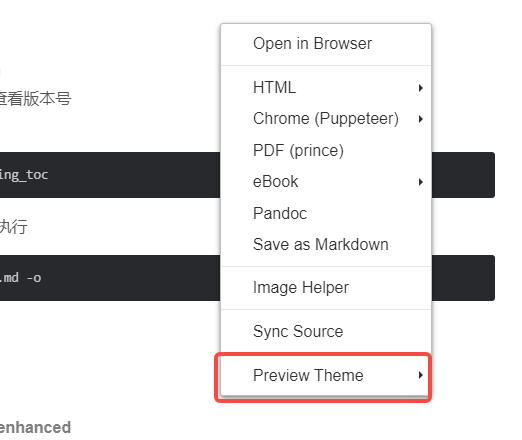 Open in Browser
HTML
查看版本号
Chrome (Puppeteer)
PDF (prince)
ing_toc
eBook
Pandoc
执行
Save as Markdown
.md -o
Image Helper
Sync Source
Preview Theme
enhanced